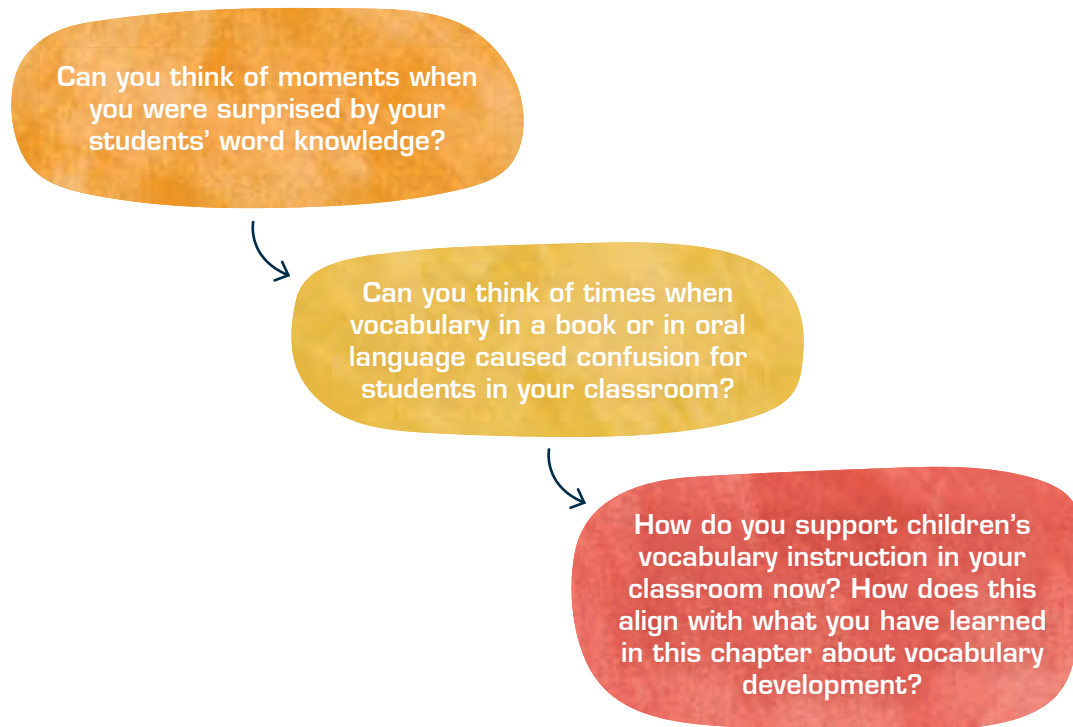 Can you think of moments when
you were surprised by your
students' word knowledge?
Can you think of times when
vocabulary in a book or in oral
language caused confusion for
students in your classroom?
How do you support children's
vocabulary instruction in your
classroom now? How does this
align with what you have learned
in this chapter about vocabulary
development?